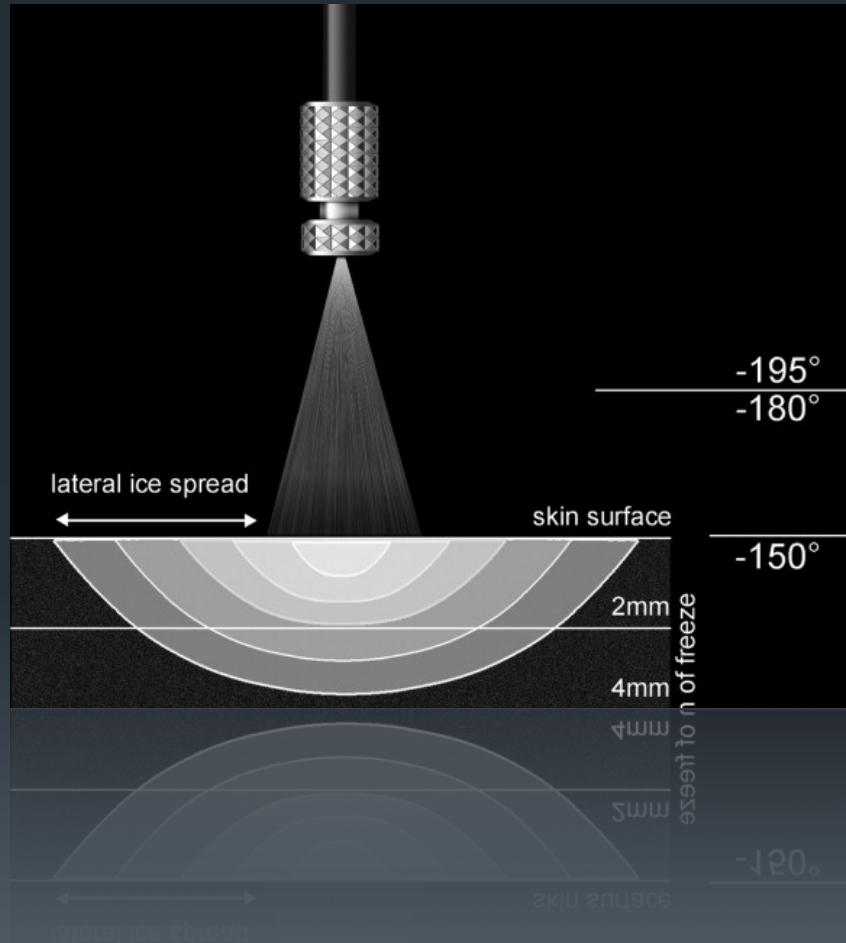 -195°
-180°
lateral ice spread
skin surface
-150°
2mm
4mm
of freeze